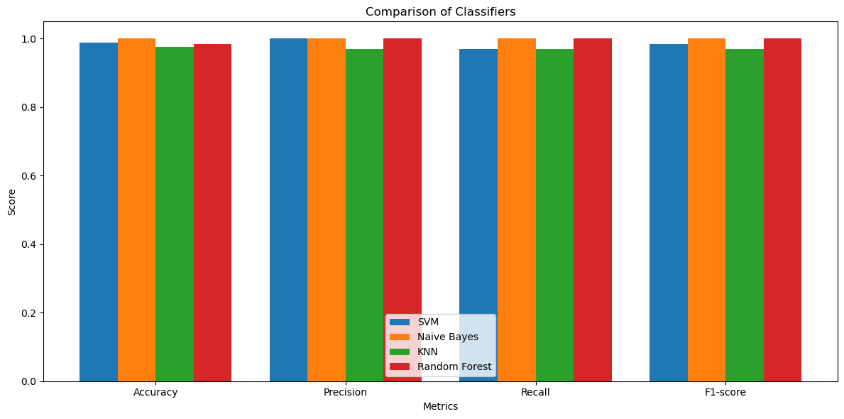 Comparison of Classifiers
1.0
0.8
0.6
0.4
0.2
0.0
Score
SVM
Naive Bayes
KNN
Random Forest
Accuracy
Precision
Recall
F1-score
Metrics